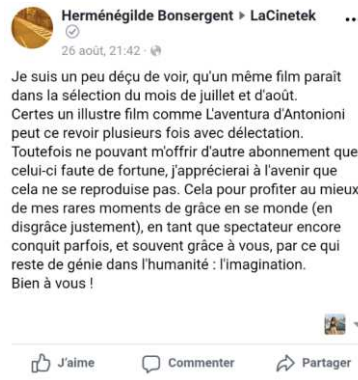 Herménégilde Bonsergent ▸ LaCinetek
26 août, 21:42 ·
Je suis un peu déçu de voir, qu'un même film paraît
dans la sélection du mois de juillet et d'août.
Certes un illustre film comme L'aventura d'Antonioni
peut ce revoir plusieurs fois avec délectation.
Toutefois ne pouvant m'offrir d'autre abonnement que
celui-ci faute de fortune, j'apprécierai à l'avenir que
cela ne se reproduise pas. Cela pour profiter au mieux
de mes rares moments de grâce en se monde (en
disgrâce justement), en tant que spectateur encore
conquit parfois, et souvent grâce à vous, par ce qui
reste de génie dans l'humanité : l'imagination.
Bien à vous !
J'aime
Commenter
Partager